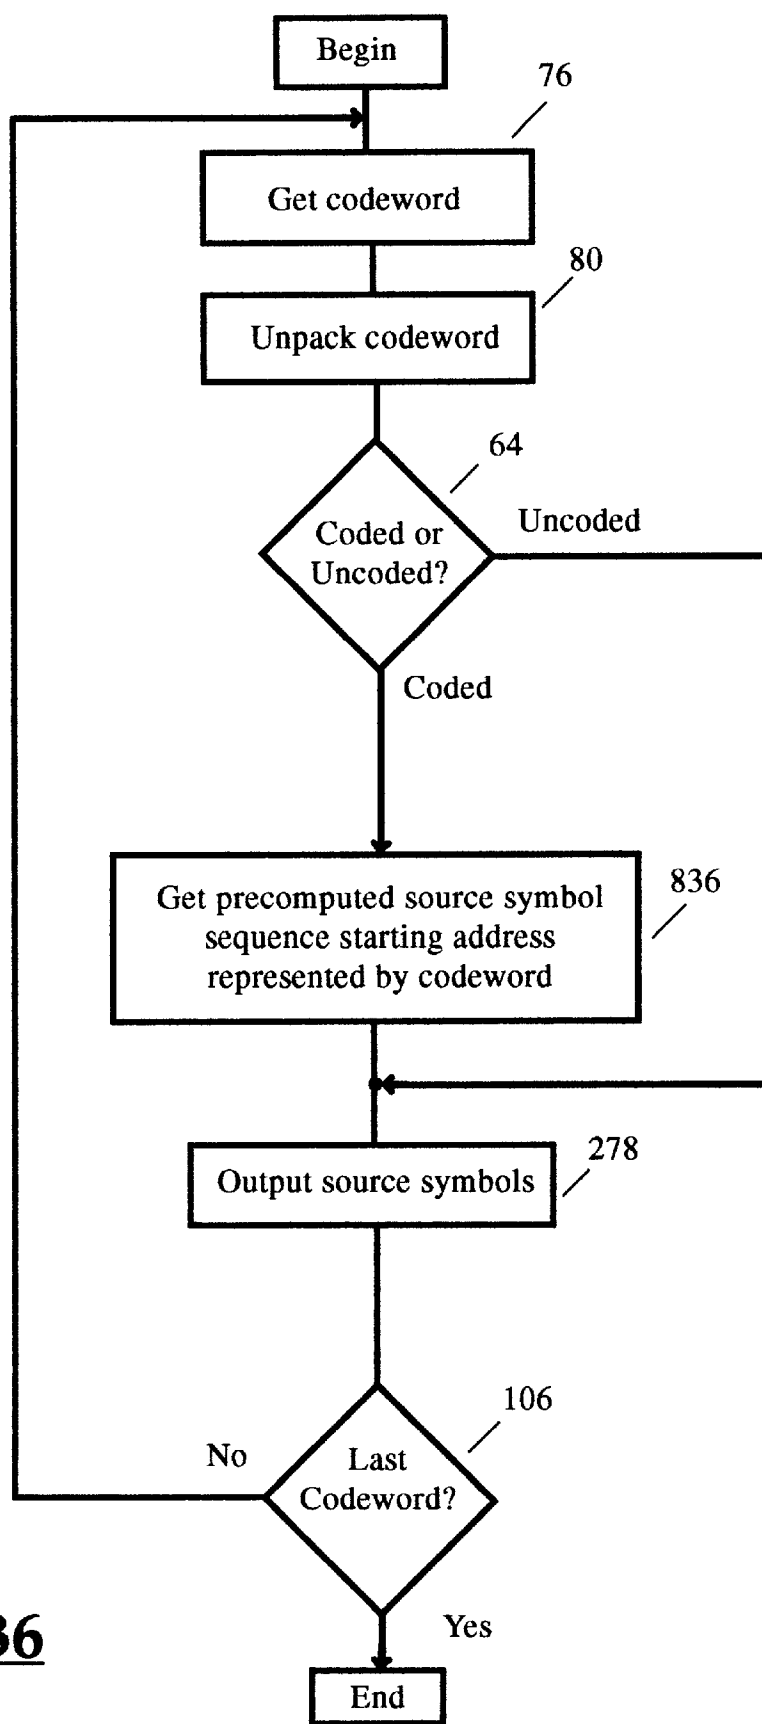 Begin
76
Get codeword
80
Unpack codeword
64
Coded or
Uncoded?
Uncoded
Coded
Get precomputed source symbol
sequence starting address
represented by codeword
836
Output source symbols
278
106
No
Last
Codeword?
Yes
End